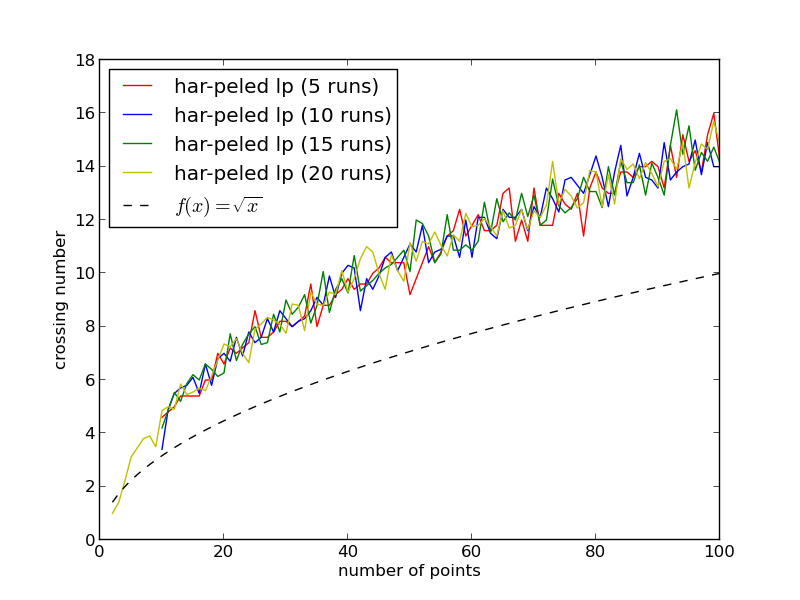 18
16
14
12
10
8
6
4
2
0
crossing number
har-peled lp (5 runs)
har-peled lp (10 runs)
har-peled lp (15 runs)
har-peled lp (20 runs)
f(x)=√x
0 20 40 60 80 100
number of points